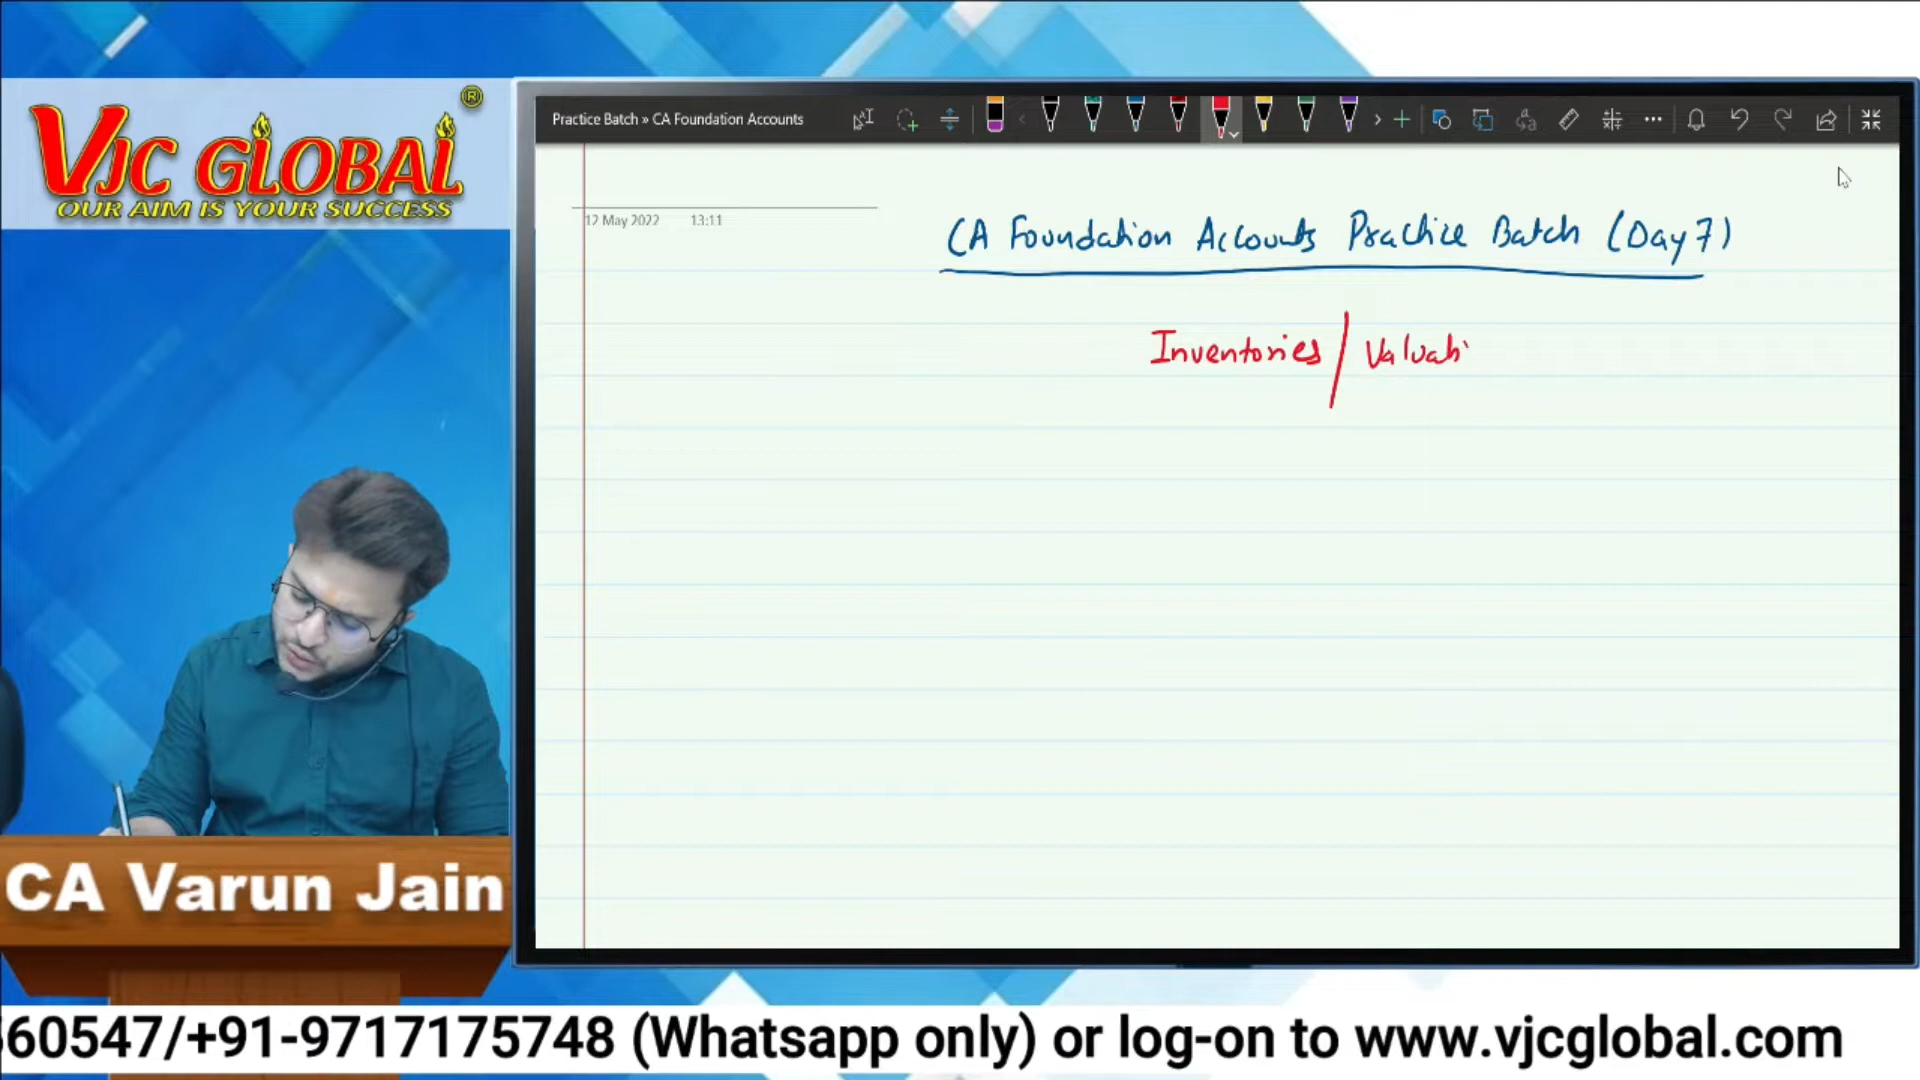 VJC GLOBAL ®
OUR AIM IS YOUR SUCCESS
Practice Batch » CA Foundation Accounts
12 May 2022 13:11
CA Foundation Accounts Practice Batch (Day 7)
Inventories / Valuati
CA Varun Jain
60547/+91-9717175748 (Whatsapp only) or log-on to www.vjcglobal.com